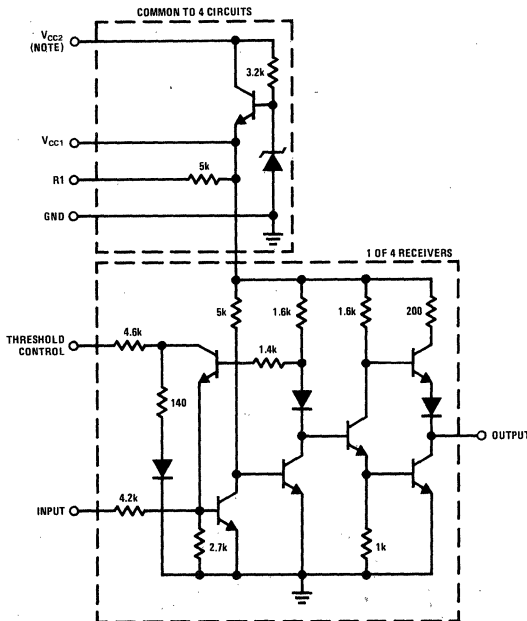 COMMON TO 4 CIRCUITS
VCC2
(NOTE)
3.2k
VCC1
R1
5k
GND
1 OF 4 RECEIVERS
5k
1.6k
1.6k
200
THRESHOLD
CONTROL
4.6k
1.4k
140
OUTPUT
INPUT
4.2k
2.7k
1k